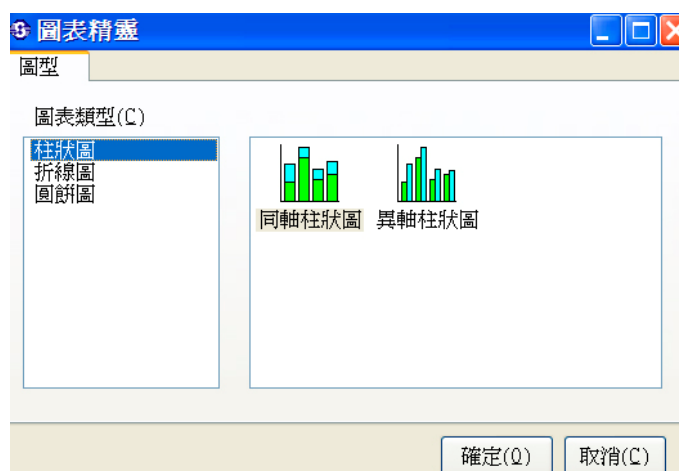 圖表精靈
圖型
圖表類型(C)
柱狀圖
折線圖
圓餅圖
同軸柱狀圖
異軸柱狀圖
確定(O)
取消(C)